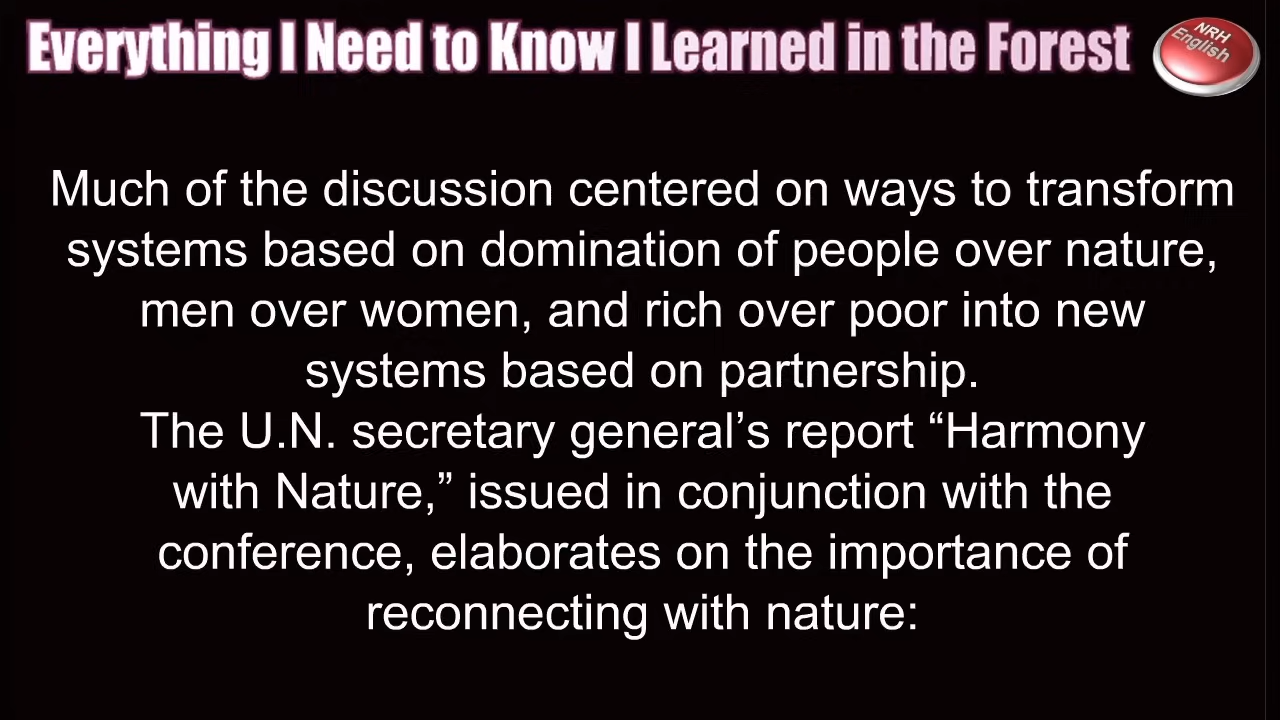 Everything I Need to Know I Learned in the Forest
NRH
English
Much of the discussion centered on ways to transform
systems based on domination of people over nature,
men over women, and rich over poor into new
systems based on partnership.
The U.N. secretary general’s report “Harmony
with Nature,” issued in conjunction with the
conference, elaborates on the importance of
reconnecting with nature: